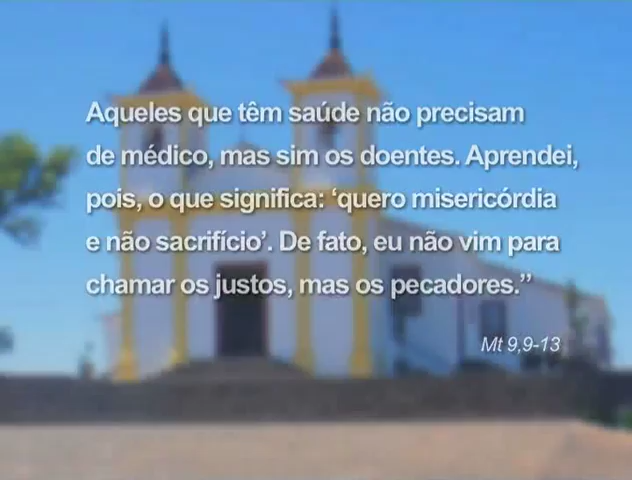 Aqueles que têm saúde não precisam
de médico, mas sim os doentes. Aprendei,
pois, o que significa: ‘quero misericórdia
e não sacrifício’. De fato, eu não vim para
chamar os justos, mas os pecadores.”
Mt 9,9-13